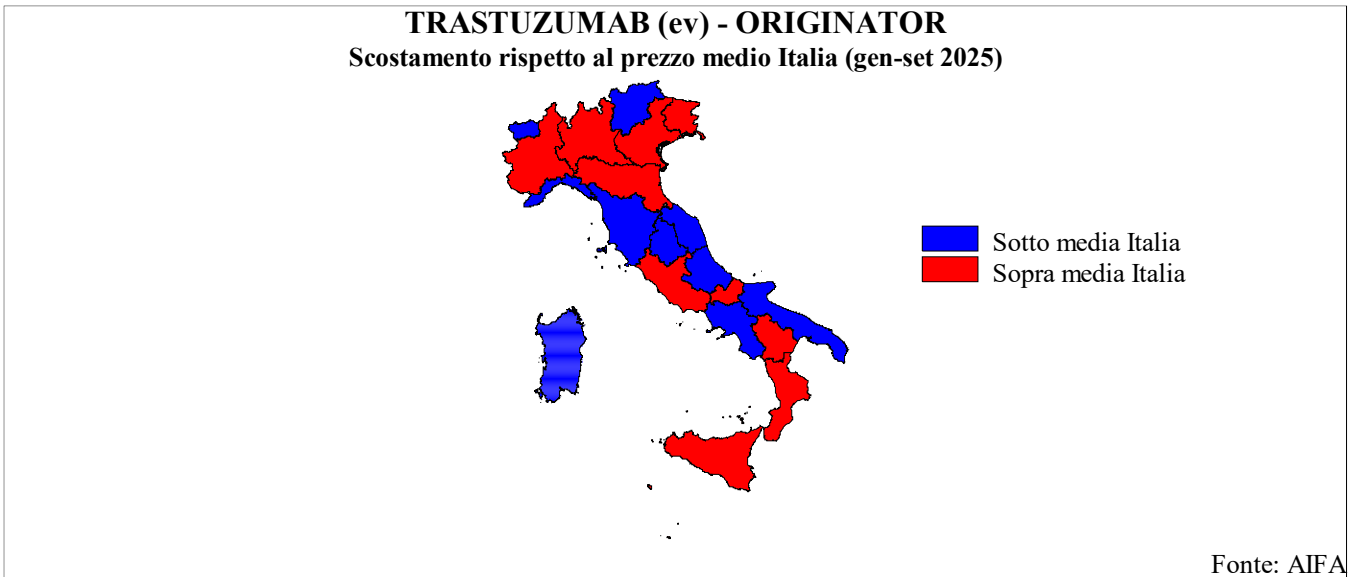 TRASTUZUMAB (ev) - ORIGINATOR
Scostamento rispetto al prezzo medio Italia (gen-set 2025)
Sotto media Italia
Sopra media Italia
Fonte: AIFA